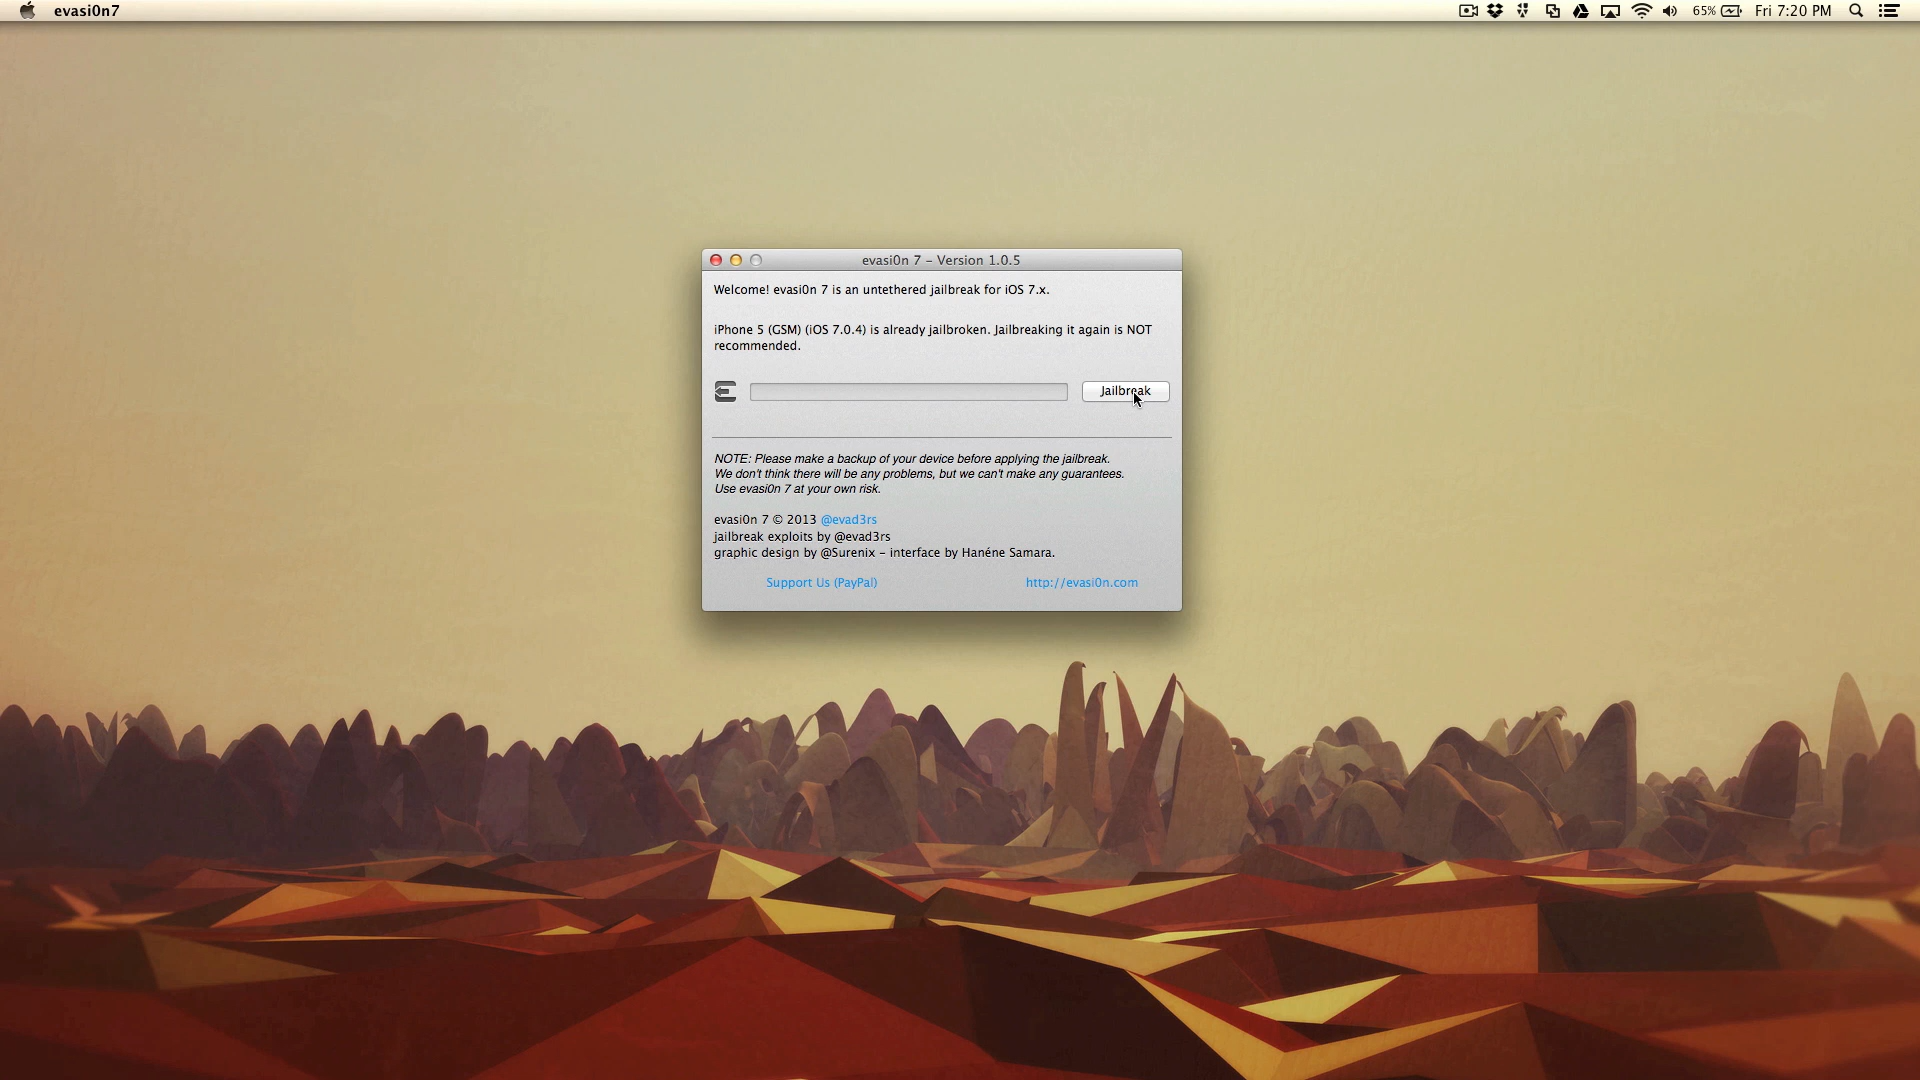 evasi0n7
65%
Fri 7:20 PM
evasi0n 7 – Version 1.0.5
Welcome! evasi0n 7 is an untethered jailbreak for iOS 7.x.
iPhone 5 (GSM) (iOS 7.0.4) is already jailbroken. Jailbreaking it again is NOT
recommended.
Jailbreak
NOTE: Please make a backup of your device before applying the jailbreak.
We don't think there will be any problems, but we can't make any guarantees.
Use evasi0n 7 at your own risk.
evasi0n 7 © 2013 @evad3rs
jailbreak exploits by @evad3rs
graphic design by @Surenix – interface by Hanéne Samara.
Support Us (PayPal)
http://evasi0n.com